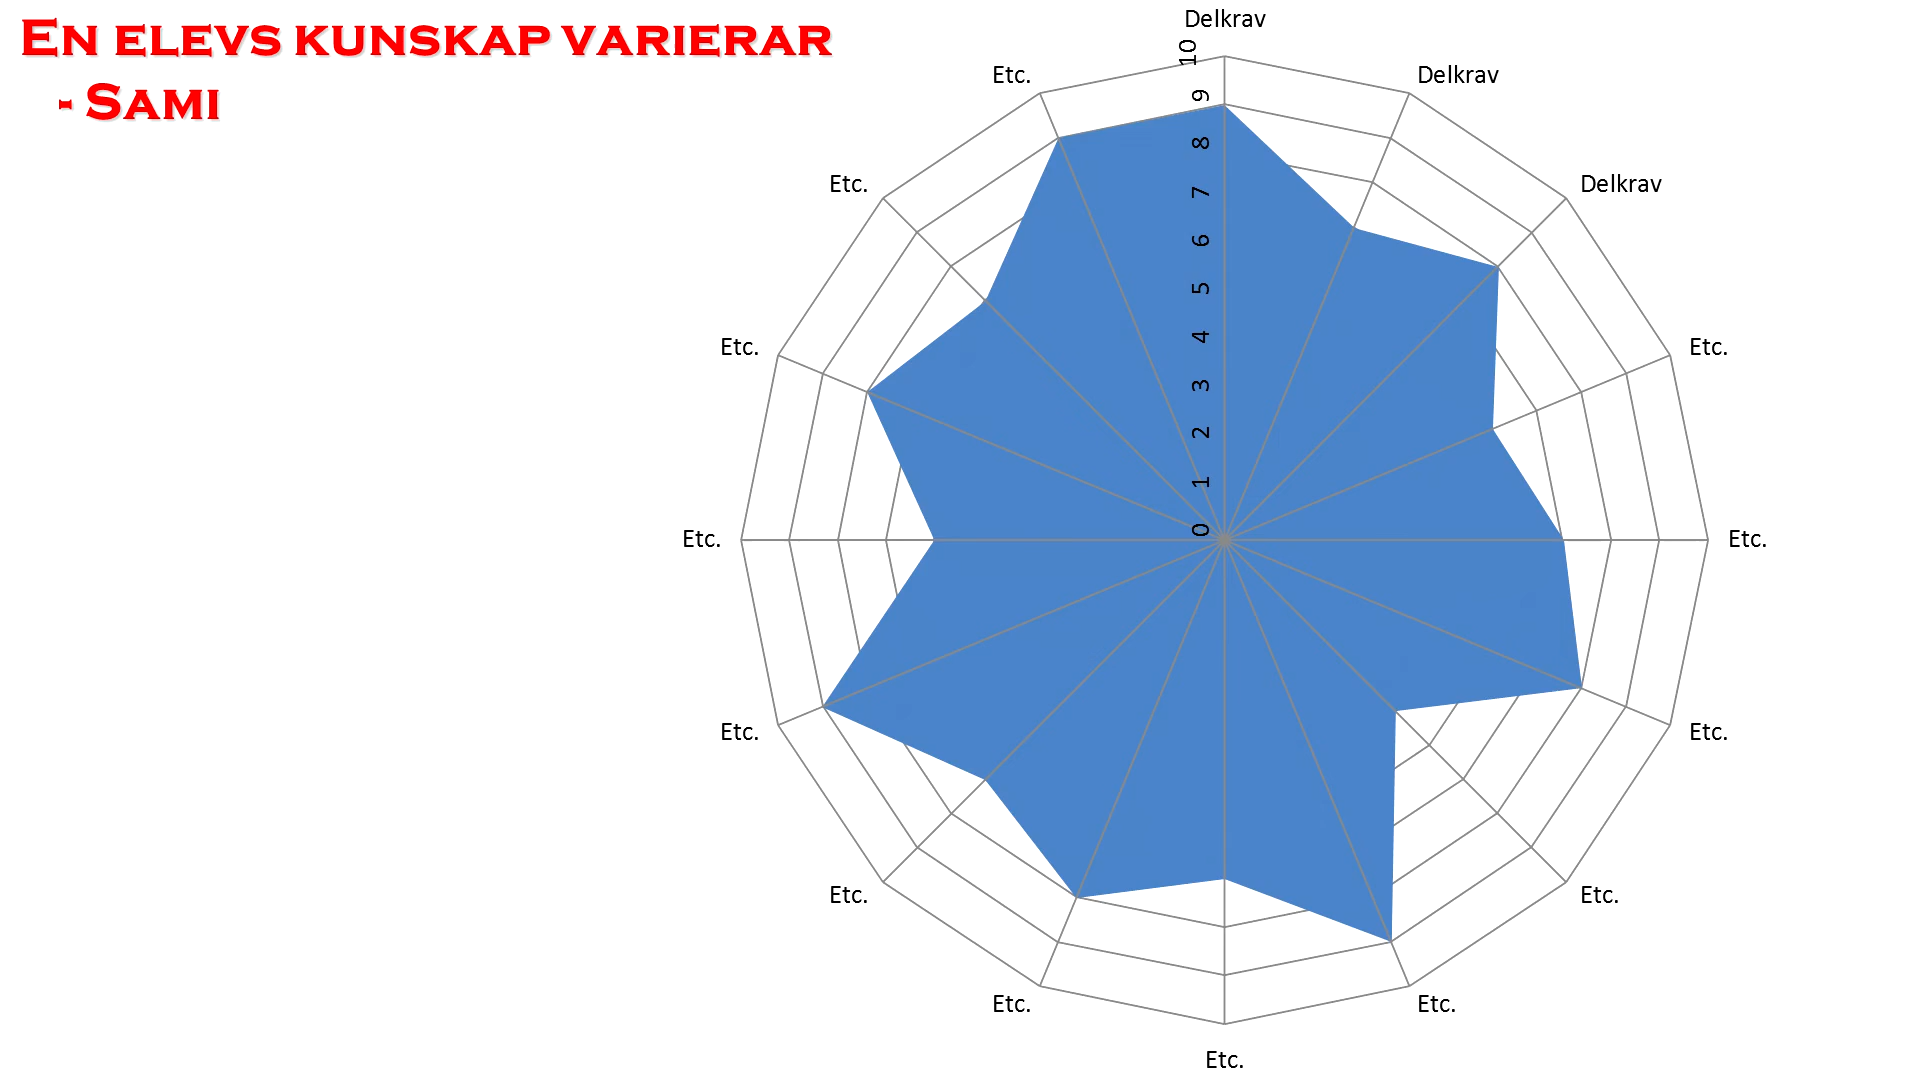 En elevs kunskap varierar
- Sami
Delkrav
Delkrav
Delkrav
Etc.
Etc.
Etc.
Etc.
Etc.
Etc.
Etc.
Etc.
Etc.
Etc.
Etc.
Etc.
Etc.
10
9
8
7
6
5
4
3
2
1
0